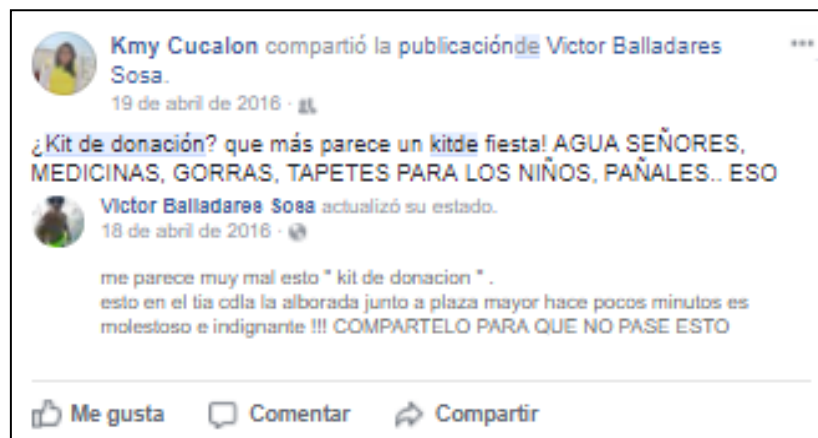 Kmy Cucalon compartió la publicaciónde Victor Balladares
Sosa.
19 de abril de 2016 ·
¿Kit de donación? que más parece un kitde fiesta! AGUA SEÑORES,
MEDICINAS, GORRAS, TAPETES PARA LOS NIÑOS, PAÑALES.. ESO
Victor Balladares Sosa actualizó su estado.
18 de abril de 2016 ·
me parece muy mal esto " kit de donacion " .
esto en el tia cdla la alborada junto a plaza mayor hace pocos minutos es
molestoso e indignante !!! COMPARTELO PARA QUE NO PASE ESTO
Me gusta Comentar Compartir